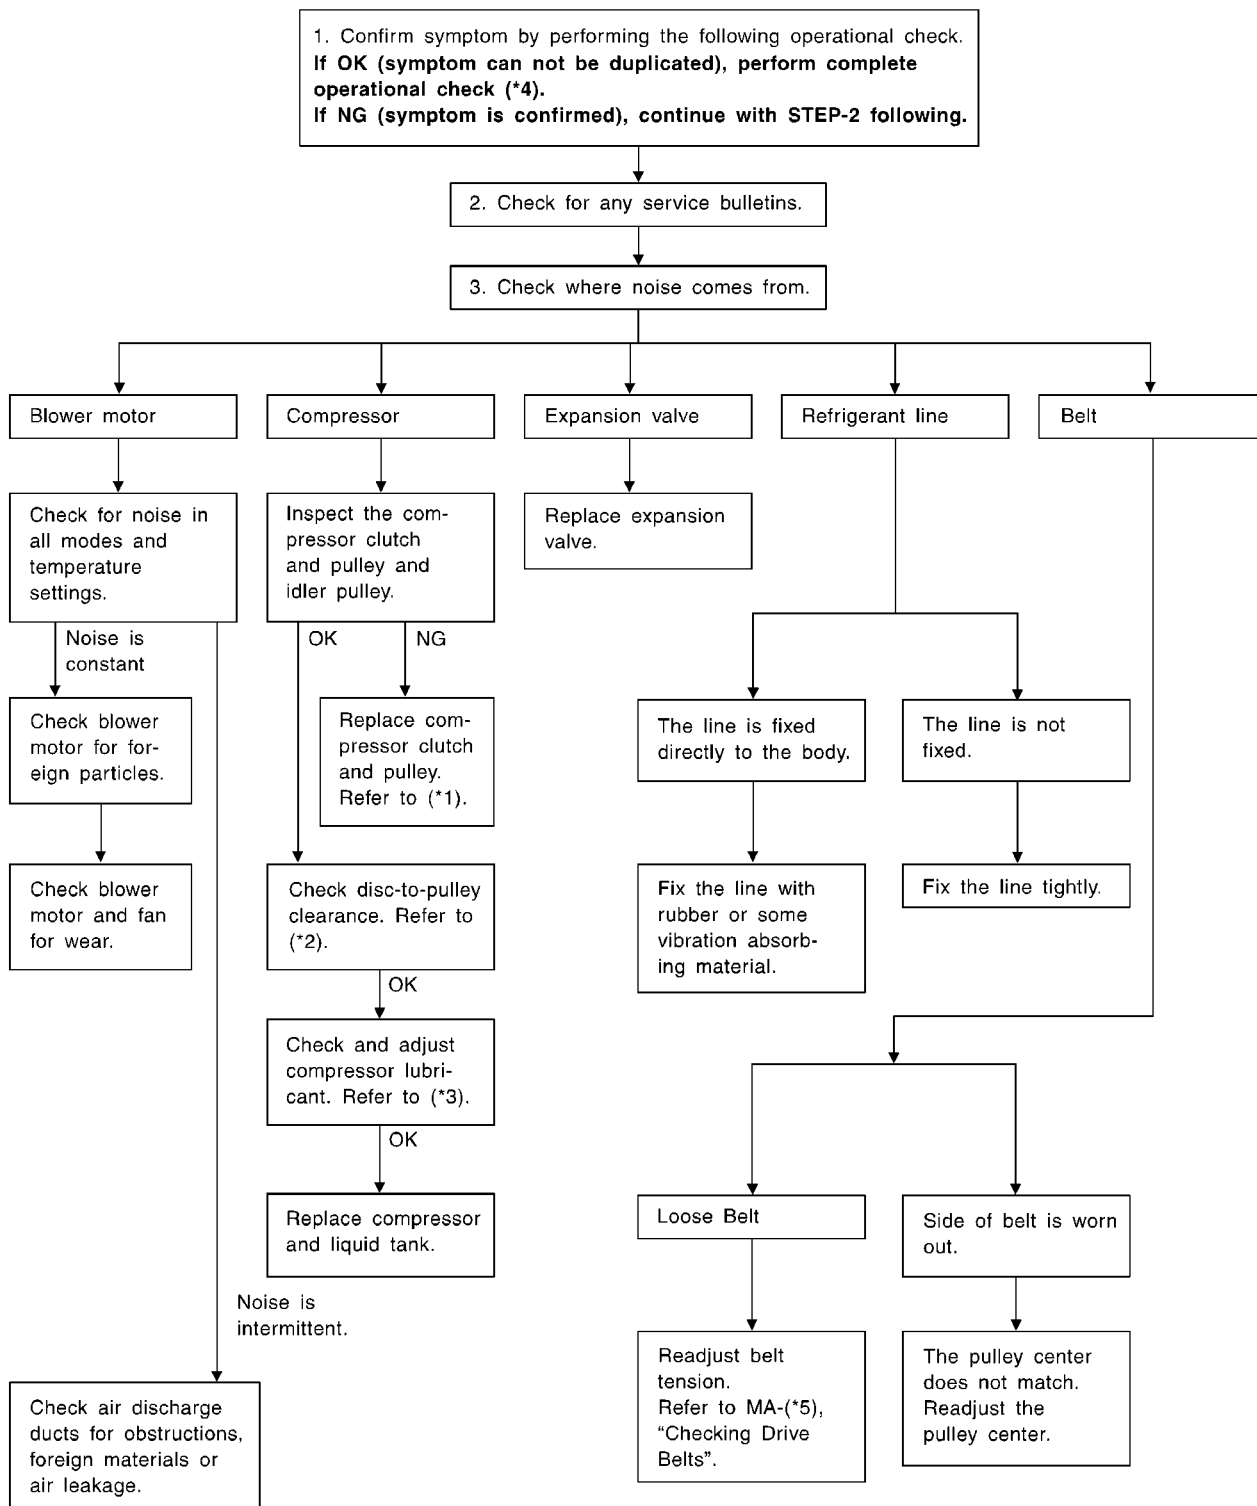 1. Confirm symptom by performing the following operational check.
If OK (symptom can not be duplicated), perform complete
operational check (*4).
If NG (symptom is confirmed), continue with STEP-2 following.
2. Check for any service bulletins.
3. Check where noise comes from.
Blower motor
Compressor
Expansion valve
Refrigerant line
Belt
Check for noise in
all modes and
temperature
settings.
Inspect the com-
pressor clutch
and pulley and
idler pulley.
Replace expansion
valve.
Noise is
constant
OK
NG
Check blower
motor for for-
eign particles.
Replace com-
pressor clutch
and pulley.
Refer to (*1).
The line is fixed
directly to the body.
The line is not
fixed.
Check blower
motor and fan
for wear.
Check disc-to-pulley
clearance. Refer to
(*2).
Fix the line with
rubber or some
vibration absorb-
ing material.
Fix the line tightly.
OK
Check and adjust
compressor lubri-
cant. Refer to (*3).
OK
Replace compressor
and liquid tank.
Loose Belt
Side of belt is worn
out.
Noise is
intermittent.
Check air discharge
ducts for obstructions,
foreign materials or
air leakage.
Readjust belt
tension.
Refer to MA-(*5),
“Checking Drive
Belts”.
The pulley center
does not match.
Readjust the
pulley center.